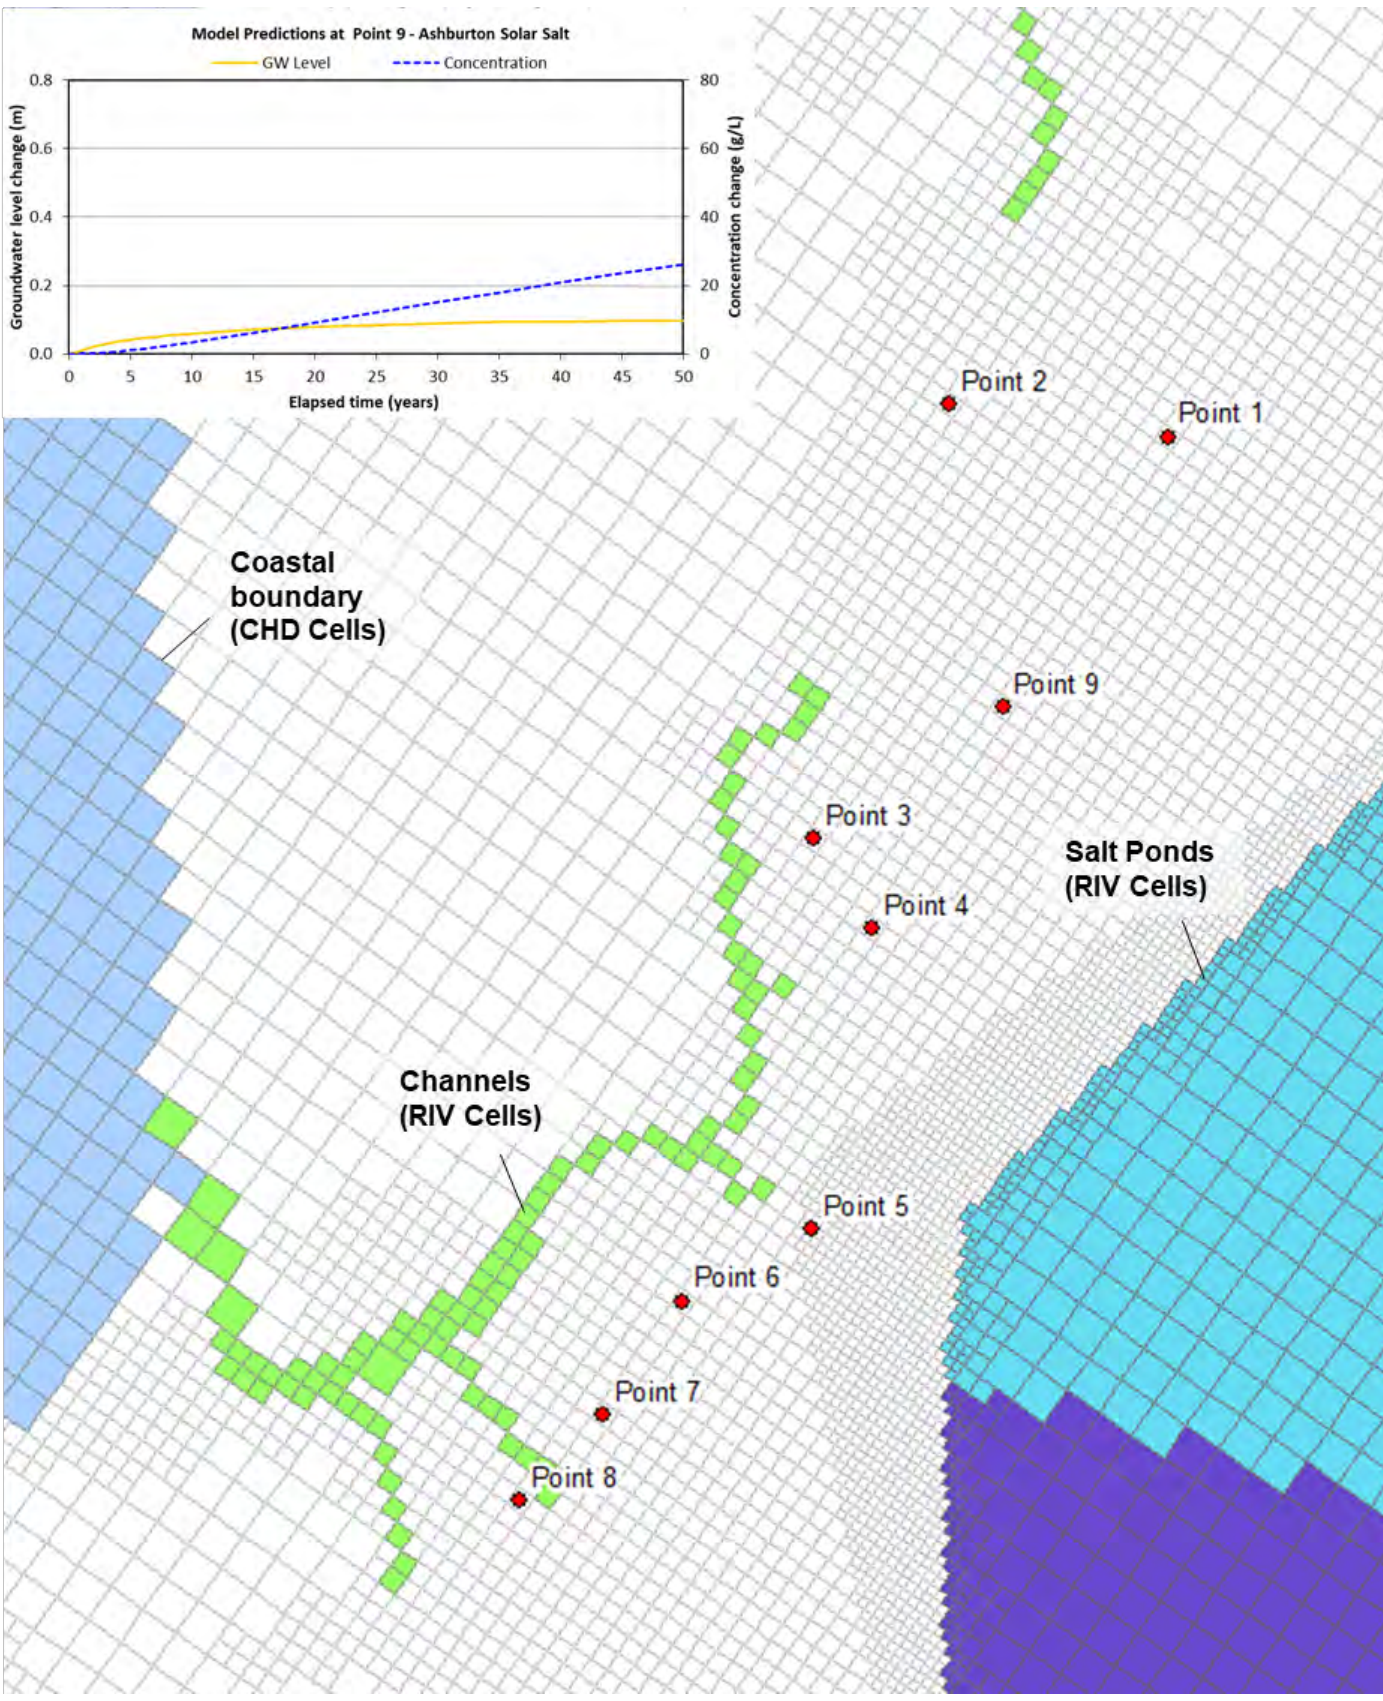 Model Predictions at Point 9 - Ashburton Solar Salt
GW Level
Concentration
Groundwater level change (m)
0.8
0.6
0.4
0.2
0.0
80
60
40
20
0
Concentration change (g/L)
0 5 10 15 20 25 30 35 40 45 50
Elapsed time (years)
Point 2
Point 1
Coastal
boundary
(CHD Cells)
Point 9
Point 3
Salt Ponds
(RIV Cells)
Point 4
Channels
(RIV Cells)
Point 5
Point 6
Point 7
Point 8